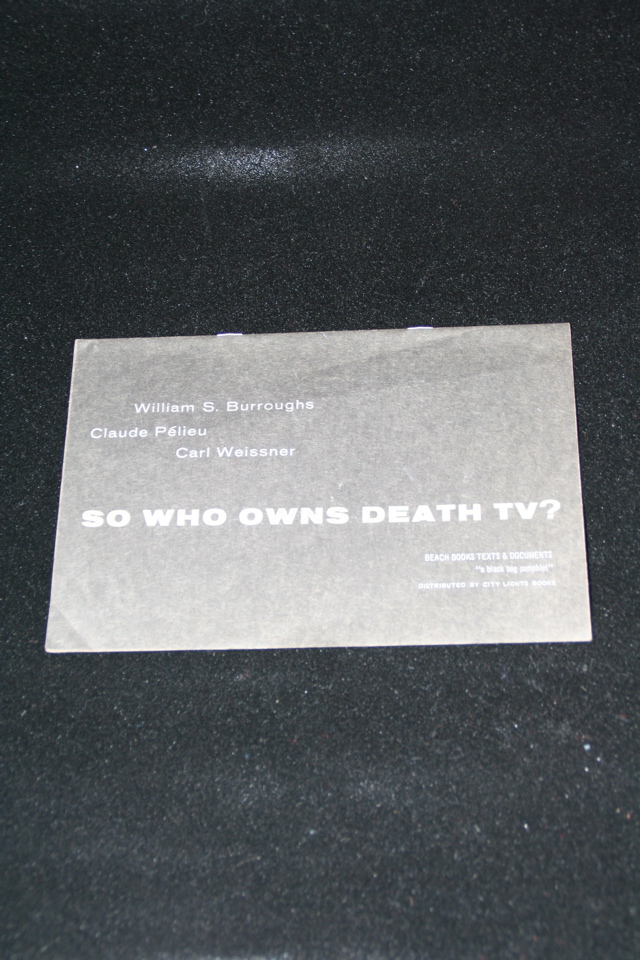 William S. Burroughs
Claude Pélieu
Carl Weissner
SO WHO OWNS DEATH TV?
BEACH BOOKS TEXTS & DOCUMENTS
"a black bag pamphlet"
DISTRIBUTED BY CITY LIGHTS BOOKS